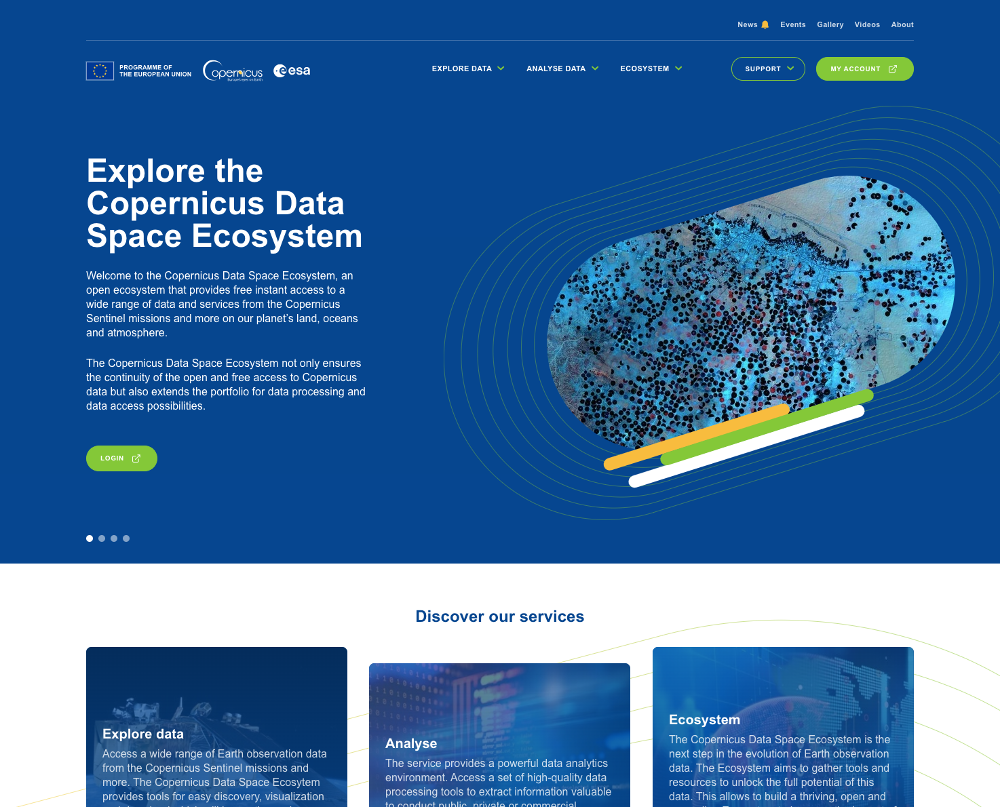 News Events Gallery Videos About
PROGRAMME OF
THE EUROPEAN UNION
opernicus
Europe's eyes on Earth
esa
EXPLORE DATA ANALYSE DATA ECOSYSTEM SUPPORT MY ACCOUNT
Explore the
Copernicus Data
Space Ecosystem
Welcome to the Copernicus Data Space Ecosystem, an
open ecosystem that provides free instant access to a
wide range of data and services from the Copernicus
Sentinel missions and more on our planet’s land, oceans
and atmosphere.
The Copernicus Data Space Ecosystem not only ensures
the continuity of the open and free access to Copernicus
data but also extends the portfolio for data processing and
data access possibilities.
LOGIN
Discover our services
Explore data
Access a wide range of Earth observation data
from the Copernicus Sentinel missions and
more. The Copernicus Data Space Ecosytem
provides tools for easy discovery, visualization
Analyse
The service provides a powerful data analytics
environment. Access a set of high-quality data
processing tools to extract information valuable
to conduct public, private or commercial
Ecosystem
The Copernicus Data Space Ecosystem is the
next step in the evolution of Earth observation
data. The Ecosystem aims to gather tools and
resources to unlock the full potential of this
data. This allows to build a thriving, open and